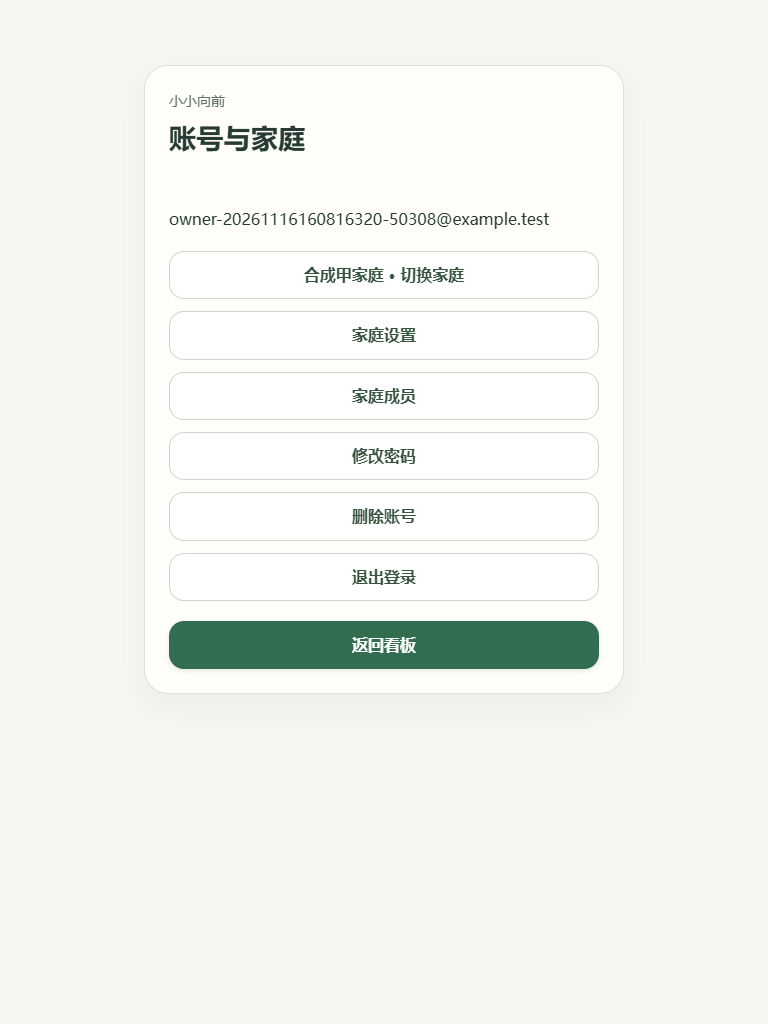 小小向前
账号与家庭
owner-20261116160816320-50308@example.test
合成甲家庭 • 切换家庭
家庭设置
家庭成员
修改密码
删除账号
退出登录
返回看板